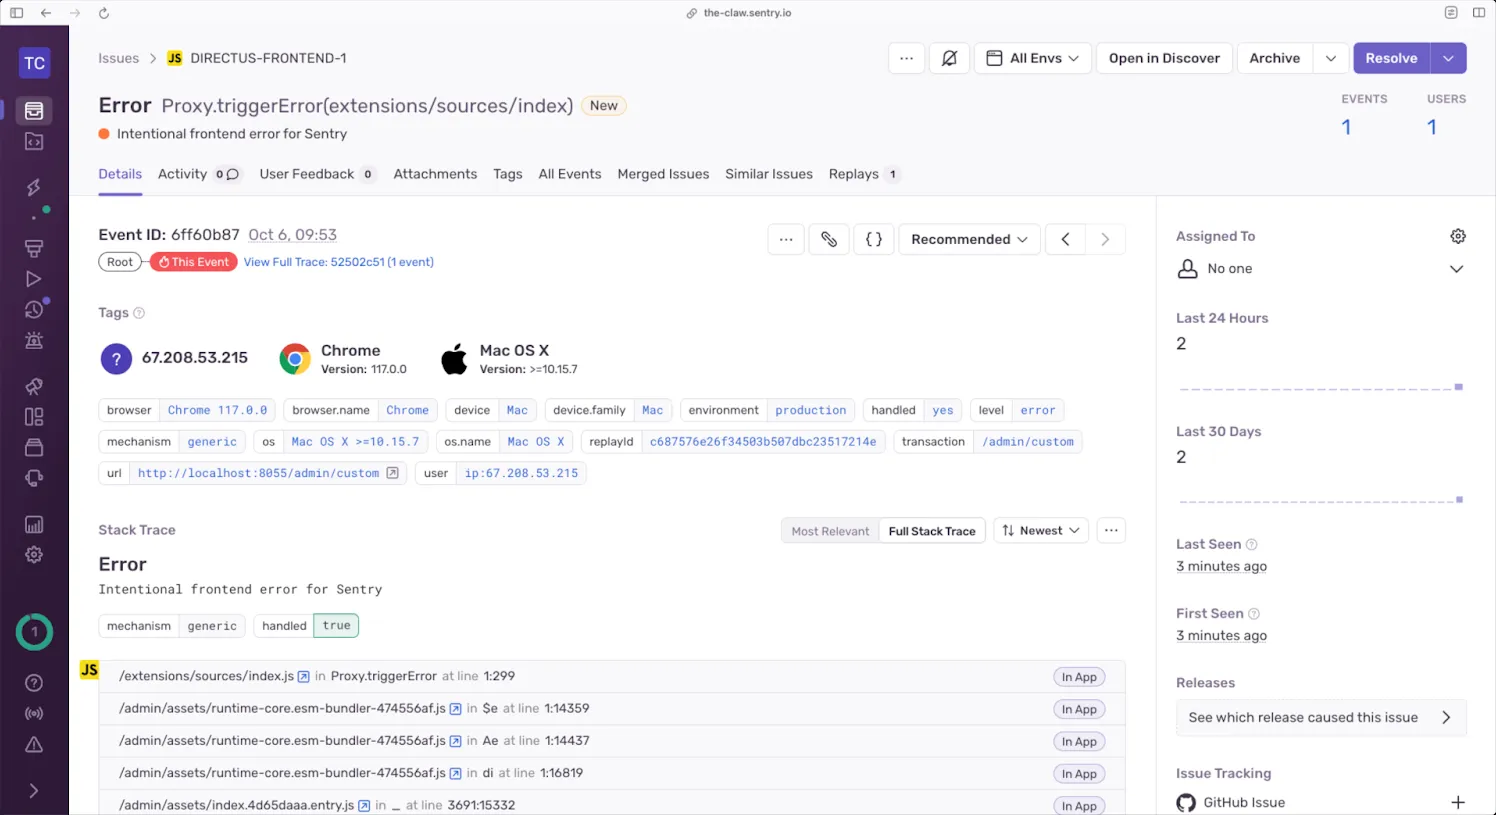 the-claw.sentry.io
TC
Issues > JS DIRECTUS-FRONTEND-1
... All Envs Open in Discover Archive Resolve
Error Proxy.triggerError(extensions/sources/index) New
EVENTS USERS
1 1
Intentional frontend error for Sentry
Details Activity 0 User Feedback 0 Attachments Tags All Events Merged Issues Similar Issues Replays 1
Event ID: 6ff60b87 Oct 6, 09:53
... { } Recommended < >
Root This Event View Full Trace: 52502c51 (1 event)
Tags ?
? 67.208.53.215
Chrome
Version: 117.0.0
Mac OS X
Version: >=10.15.7
browser Chrome 117.0.0 browser.name Chrome device Mac device.family Mac environment production handled yes level error
mechanism generic os Mac OS X >=10.15.7 os.name Mac OS X replayId c687576e26f34503b507dbc23517214e transaction /admin/custom
url http://localhost:8055/admin/custom user ip:67.208.53.215
Stack Trace
Most Relevant Full Stack Trace Newest ...
Error
Intentional frontend error for Sentry
mechanism generic handled true
JS
/extensions/sources/index.js in Proxy.triggerError at line 1:299 In App
/admin/assets/runtime-core.esm-bundler-474556af.js in $e at line 1:14359 In App
/admin/assets/runtime-core.esm-bundler-474556af.js in Ae at line 1:14437 In App
/admin/assets/runtime-core.esm-bundler-474556af.js in di at line 1:16819 In App
/admin/assets/index.4d65daaa.entry.js in _ at line 3691:15332 In App
Assigned To
No one
Last 24 Hours
2
Last 30 Days
2
Last Seen ?
3 minutes ago
First Seen ?
3 minutes ago
Releases
See which release caused this issue >
Issue Tracking
GitHub Issue +
1
?